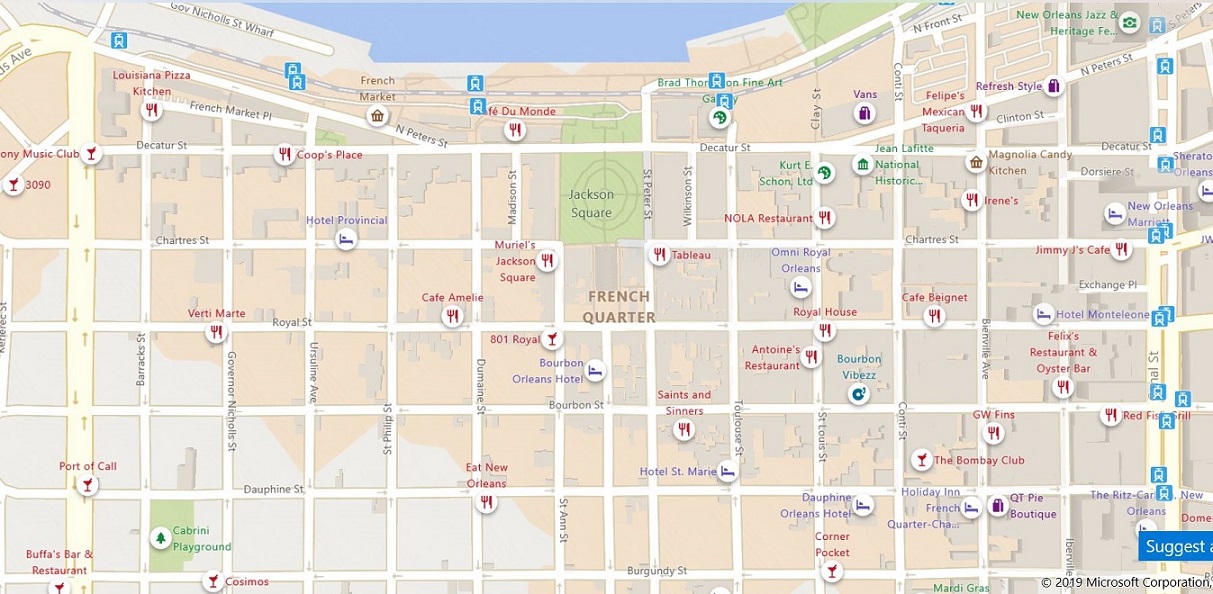 Gov Nicholls St Wharf
N Front St
New Orleans Jazz &
Heritage Fe...
S Peters
ds Ave
Louisiana Pizza
Kitchen
French
Market
Brad Thor
on Fine Art
Ga
y
Conti St
N Peters St
Refresh Style
Vans
Clay St
Felipe's
Mexican
Taqueria
Clinton St
French Market Pl
N Peters St
fé Du Monde
Decatur St
Decatur St
Decatur St
ony Music Club
Coop's Place
Jean Lafitte
National
Historic...
Magnolia Candy
Kitchen
Sherato
Orleans
3090
Kurt E
Schon, Ltd
Dorsiere St
Jackson
Square
Madison St
St Peter St
Wilkinson St
Irene's
New Orleans
Marriott
Hotel Provincial
NOLA Restaurant
Chartres St
Chartres St
Muriel's
Jackson
Square
Tableau
Omni Royal
Orleans
Jimmy J's Cafe
JW
Exchange Pl
FRENCH
QUARTER
Cafe Amelie
Cafe Beignet
Verti Marte
Royal St
Royal House
Hotel Monteleone
801 Royal
Barracks St
Governor Nicholls St
Ursuline Ave
St Philip St
Dumaine St
Bienville Ave
Felix's
Restaurant &
Oyster Bar
Antoine's
Restaurant
Bourbon
Vibezz
Bourbon
Orleans Hotel
nal St
Saints and
Sinners
Bourbon St
Toulouse St
St Louis St
Conti St
GW Fins
Red Fish Grill
Port of Call
Eat New
Orleans
Hotel St. Marie
The Bombay Club
Dauphine St
Dauphine
Orleans Hotel
Holiday Inn
French
Quarter-Cha...
QT Pie
Boutique
The Ritz-Car
, New
Orleans
St Ann St
Cabrini
Playground
Corner
Pocket
Dome
Suggest a
Iberville
Buffa's Bar &
Restaurant
Cosimos
Burgundy St
Mardi Gras
© 2019 Microsoft Corporation,